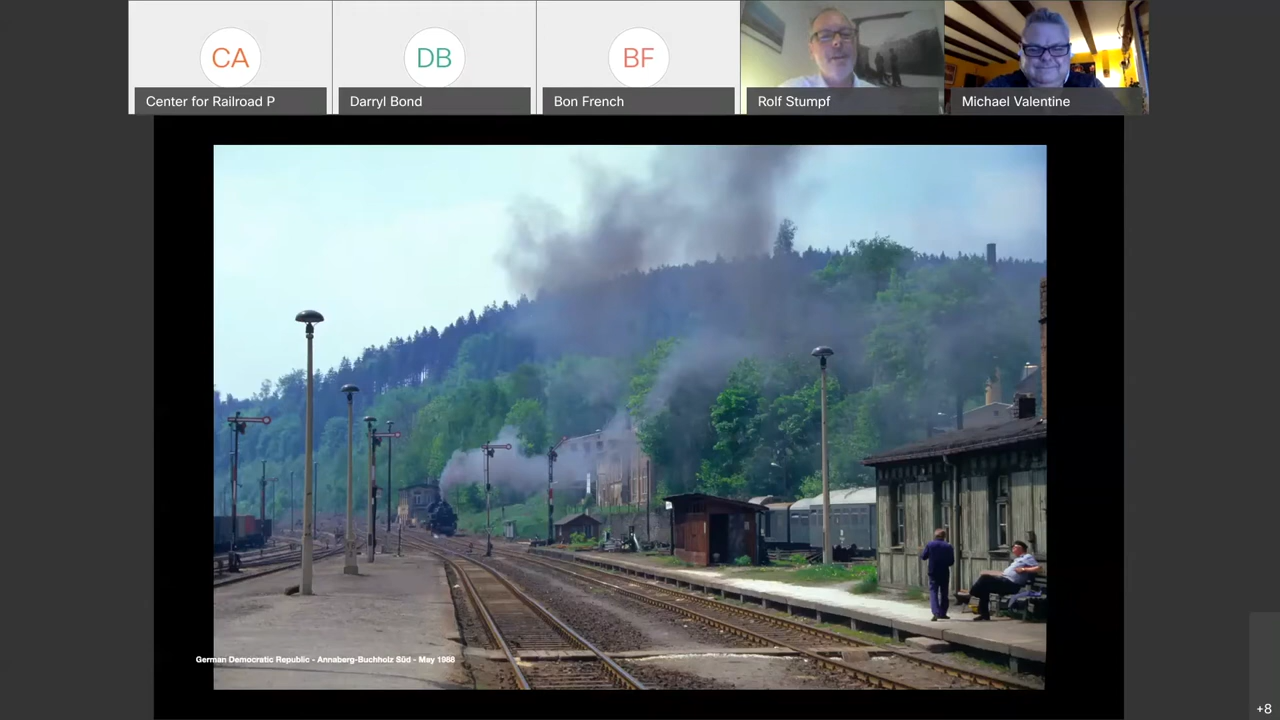 CA
DB
BF
Center for Railroad P
Darryl Bond
Bon French
Rolf Stumpf
Michael Valentine
German Democratic Republic - Annaberg-Buchholz Süd - May 1988
+8